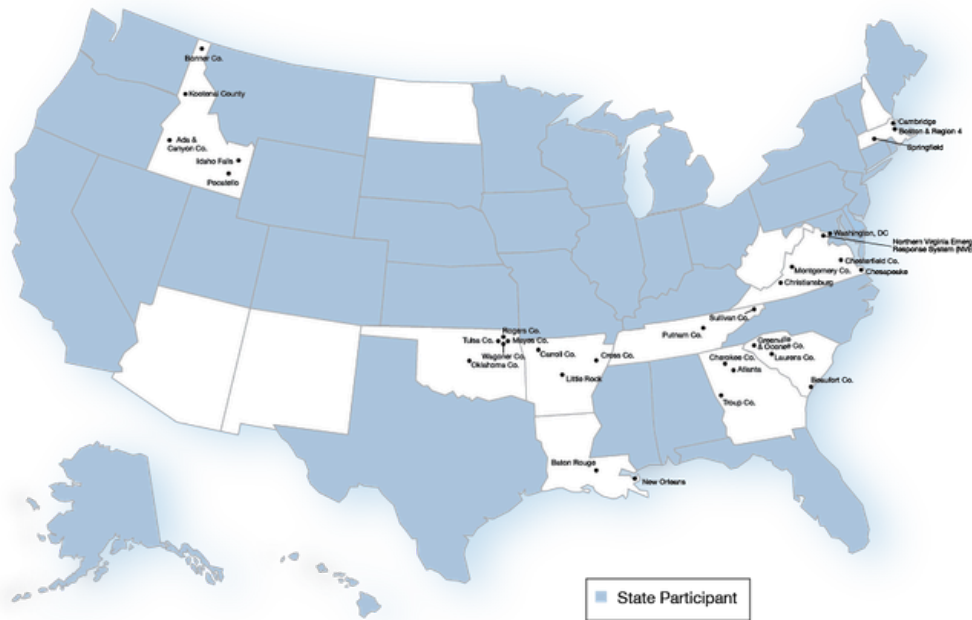 Bonner Co.
Kootenai County
Ada &
Canyon Co.
Idaho Falls
Pocatello
Cambridge
Boston & Region 4
Springfield
Washington, DC
Northern Virginia Emerg
Response System (NVE
Chesterfield Co.
Montgomery Co.
Chesapeake
Christiansburg
Sullivan Co.
Putnam Co.
Rogers Co.
Tulsa Co.
Mayes Co.
Wagoner Co.
Oklahoma Co.
Carroll Co.
Cross Co.
Little Rock
Greenville
& Oconee Co.
Laurens Co.
Cherokee Co.
Atlanta
Beaufort Co.
Troup Co.
Baton Rouge
New Orleans
State Participant